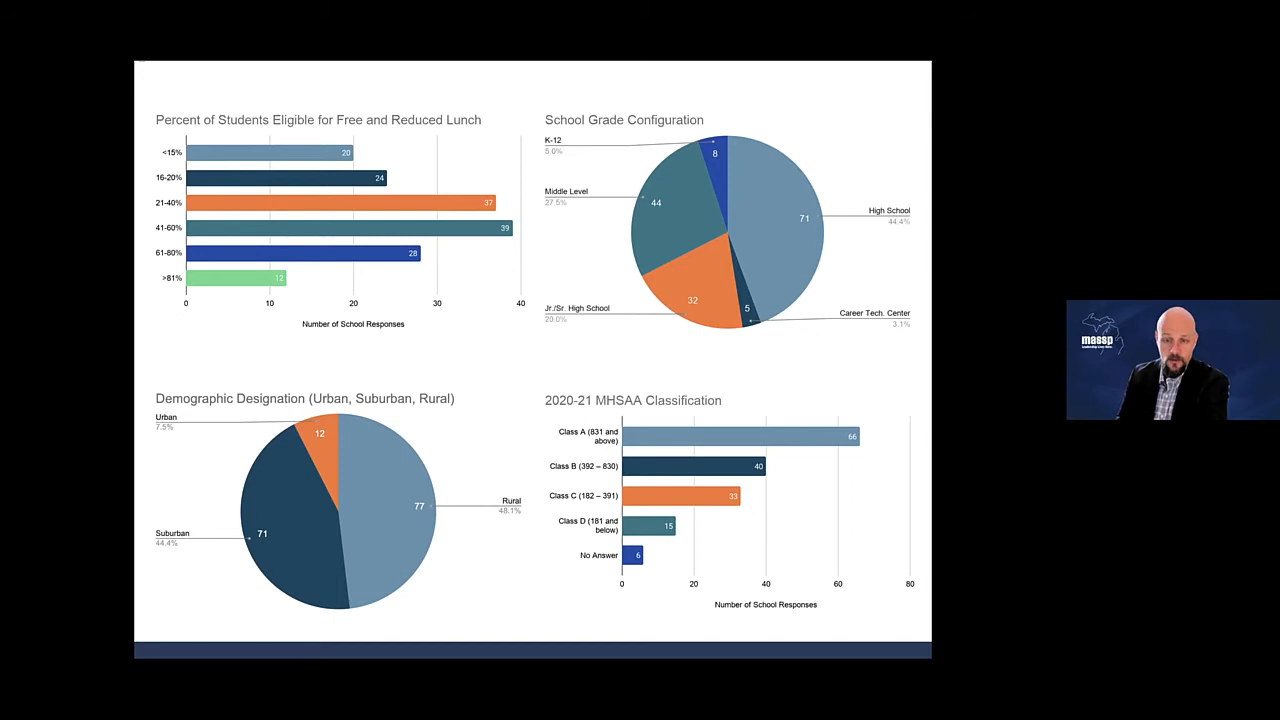 Percent of Students Eligible for Free and Reduced Lunch
<15%
20
16-20%
24
21-40%
37
41-60%
39
61-80%
28
>81%
12
0 10 20 30 40
Number of School Responses
School Grade Configuration
K-12
5.0%
8
Middle Level
27.5%
44
71
High School
44.4%
Jr./Sr. High School
20.0%
32
5
Career Tech. Center
3.1%
Demographic Designation (Urban, Suburban, Rural)
Urban
7.5%
12
77
Rural
48.1%
Suburban
44.4%
71
2020-21 MHSAA Classification
Class A (831 and
above)
66
Class B (392 – 830)
40
Class C (182 – 391)
33
Class D (181 and
below)
15
No Answer
6
0 20 40 60 80
Number of School Responses
massp